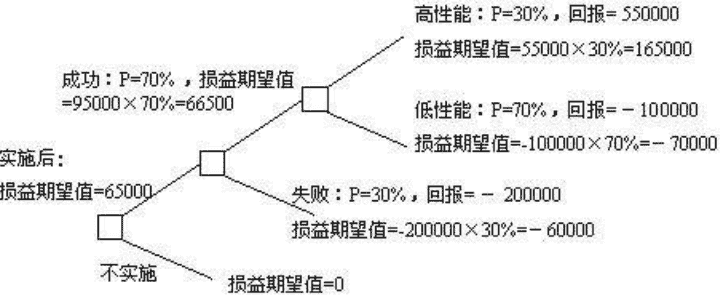 高性能：P=30%，回报= 550000
损益期望值=55000×30%=165000
成功：P=70% ，损益期望值
=95000×70%=66500
低性能：P=70%，回报=－100000
损益期望值=-100000×70%=－70000
实施后：
损益期望值=65000
失败：P=30%，回报=－ 200000
损益期望值=-200000×30%=－60000
不实施
损益期望值=0